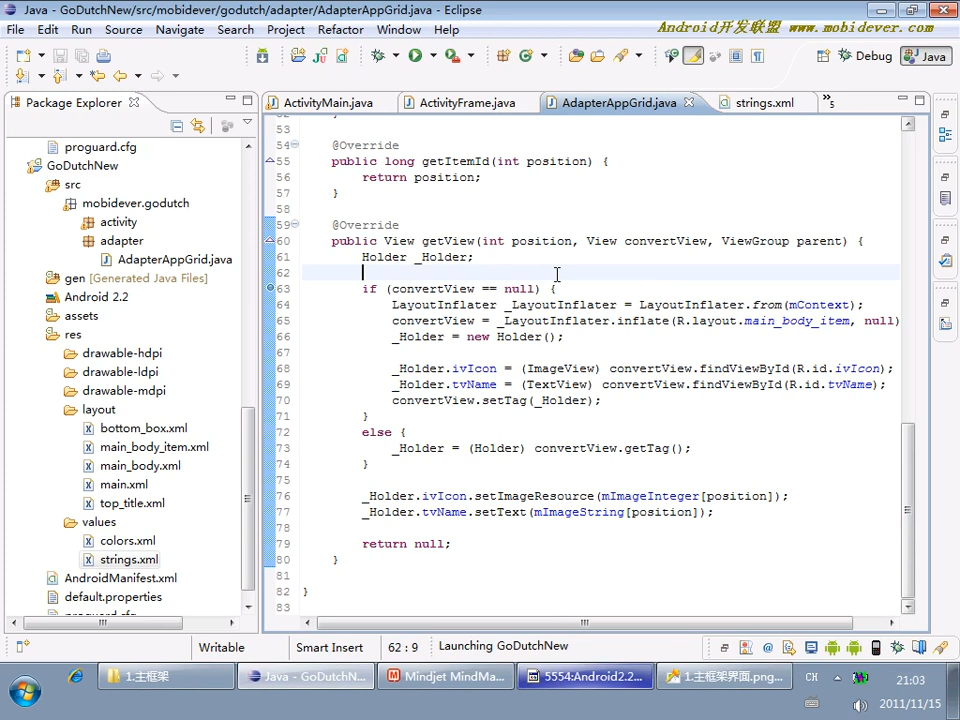 Java - GoDutchNew/src/mobidever/godutch/adapter/AdapterAppGrid.java - Eclipse
File Edit Run Source Navigate Search Project Refactor Window Help
Android开发联盟 www.mobidever.com
Debug Java
Package Explorer
ActivityMain.java ActivityFrame.java AdapterAppGrid.java strings.xml »5
proguard.cfg
GoDutchNew
src
mobidever.godutch
activity
adapter
AdapterAppGrid.java
gen [Generated Java Files]
Android 2.2
assets
res
drawable-hdpi
drawable-ldpi
drawable-mdpi
layout
bottom_box.xml
main_body_item.xml
main_body.xml
main.xml
top_title.xml
values
colors.xml
strings.xml
AndroidManifest.xml
default.properties
proguard.cfg
53
54 @Override
55 public long getItemId(int position) {
56 return position;
57 }
58
59 @Override
60 public View getView(int position, View convertView, ViewGroup parent) {
61 Holder _Holder;
62
63 if (convertView == null) {
64 LayoutInflater _LayoutInflater = LayoutInflater.from(mContext);
65 convertView = _LayoutInflater.inflate(R.layout.main_body_item, null)
66 _Holder = new Holder();
67
68 _Holder.ivIcon = (ImageView) convertView.findViewById(R.id.ivIcon);
69 _Holder.tvName = (TextView) convertView.findViewById(R.id.tvName);
70 convertView.setTag(_Holder);
71 }
72 else {
73 _Holder = (Holder) convertView.getTag();
74 }
75
76 _Holder.ivIcon.setImageResource(mImageInteger[position]);
77 _Holder.tvName.setText(mImageString[position]);
78
79 return null;
80 }
81
82 }
83
Writable Smart Insert 62 : 9 Launching GoDutchNew
1.主框架 Java - GoDutchN... Mindjet MindMa... 5554:Android2.2... 1.主框架界面.png... CH 21:03
2011/11/15